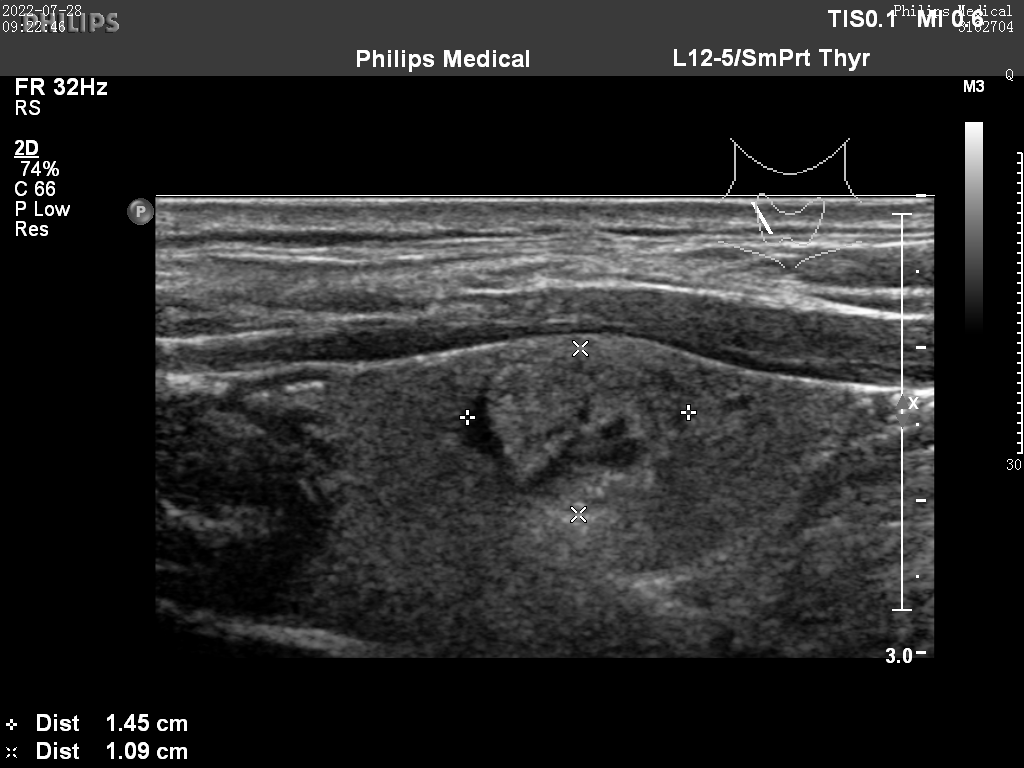 2022-07-28
09:22:46
PHILIPS
Philips Medical
TIS0.1 MI 0.6
Philips Medical
L12-5/SmPrt Thyr
Q
FR 32Hz
RS
M3
2D
74%
C 66
P Low
Res
P
X
30
3.0
Dist 1.45 cm
Dist 1.09 cm